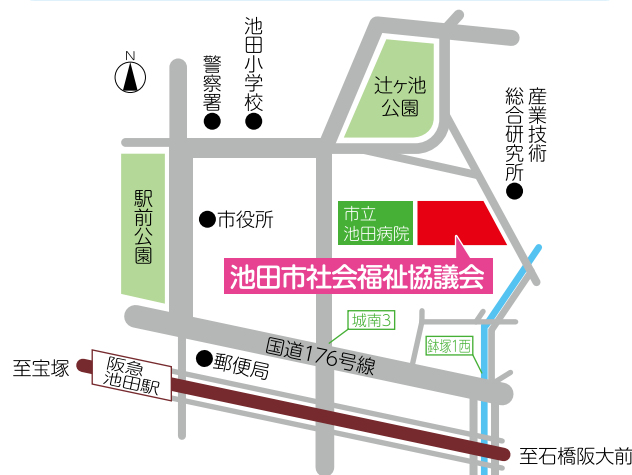 N
池田小学校
警察署
辻ヶ池
公園
産業技術
総合研究所
駅前公園
市役所
市立
池田病院
池田市社会福祉協議会
城南3
国道176号線
鉢塚1西
郵便局
阪急
池田駅
至宝塚
至石橋阪大前